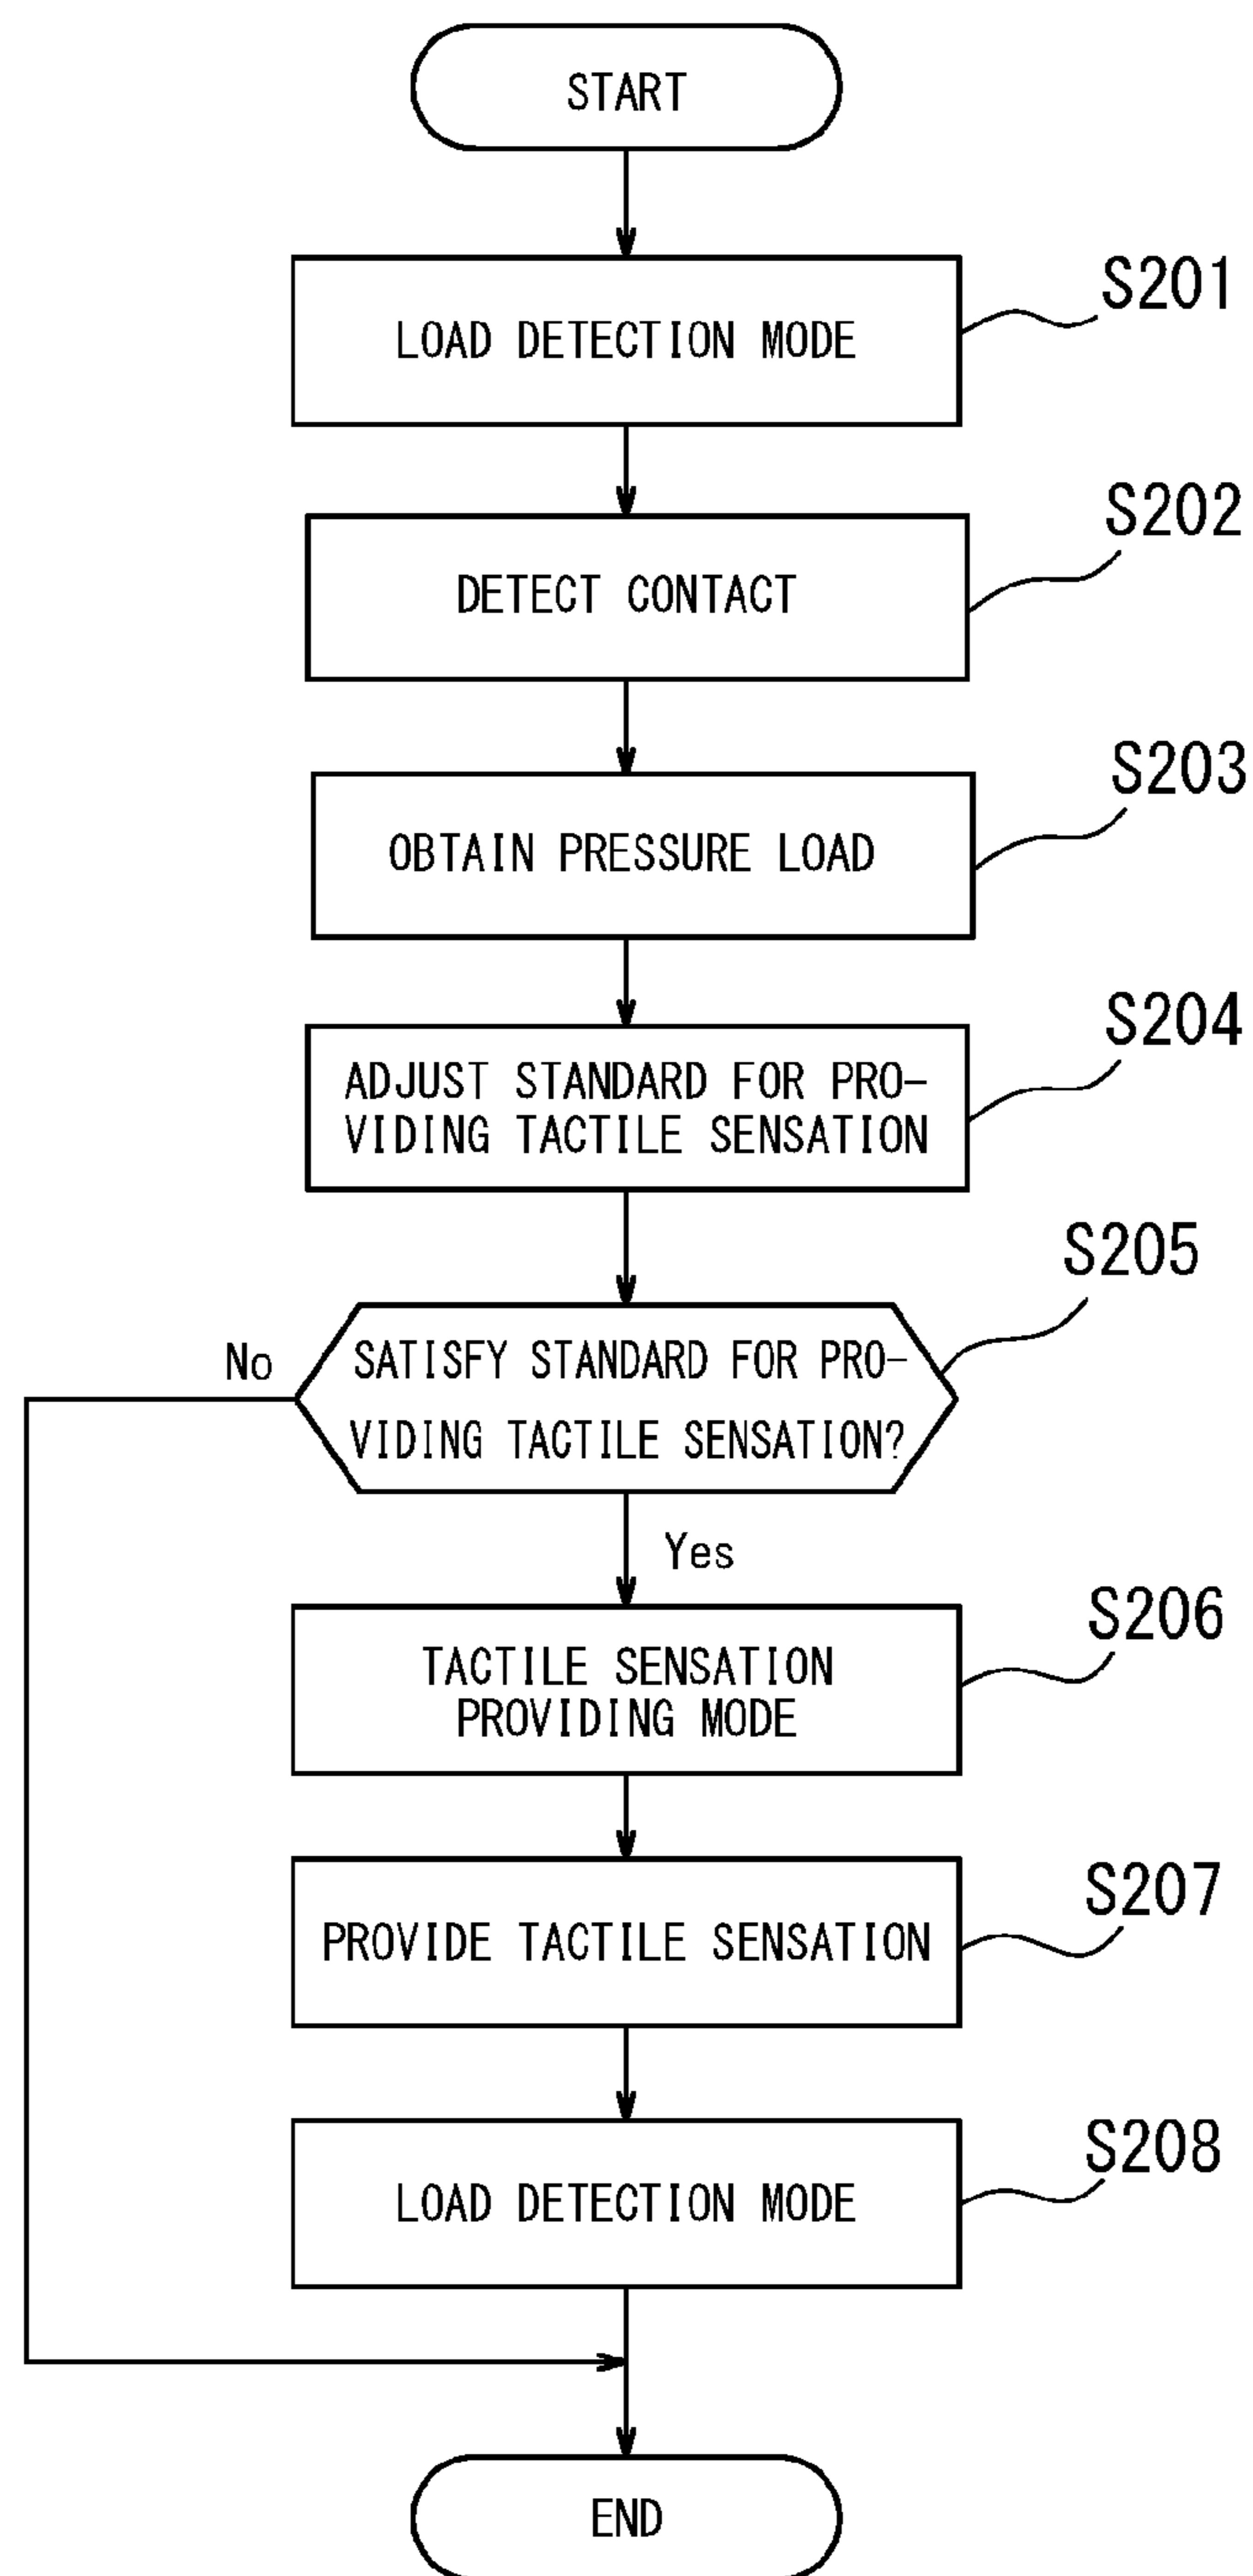 START
LOAD DETECTION MODE
S201
DETECT CONTACT
S202
OBTAIN PRESSURE LOAD
S203
ADJUST STANDARD FOR PRO-
VIDING TACTILE SENSATION
S204
SATISFY STANDARD FOR PRO-
VIDING TACTILE SENSATION?
S205
No
Yes
TACTILE SENSATION
PROVIDING MODE
S206
PROVIDE TACTILE SENSATION
S207
LOAD DETECTION MODE
S208
END